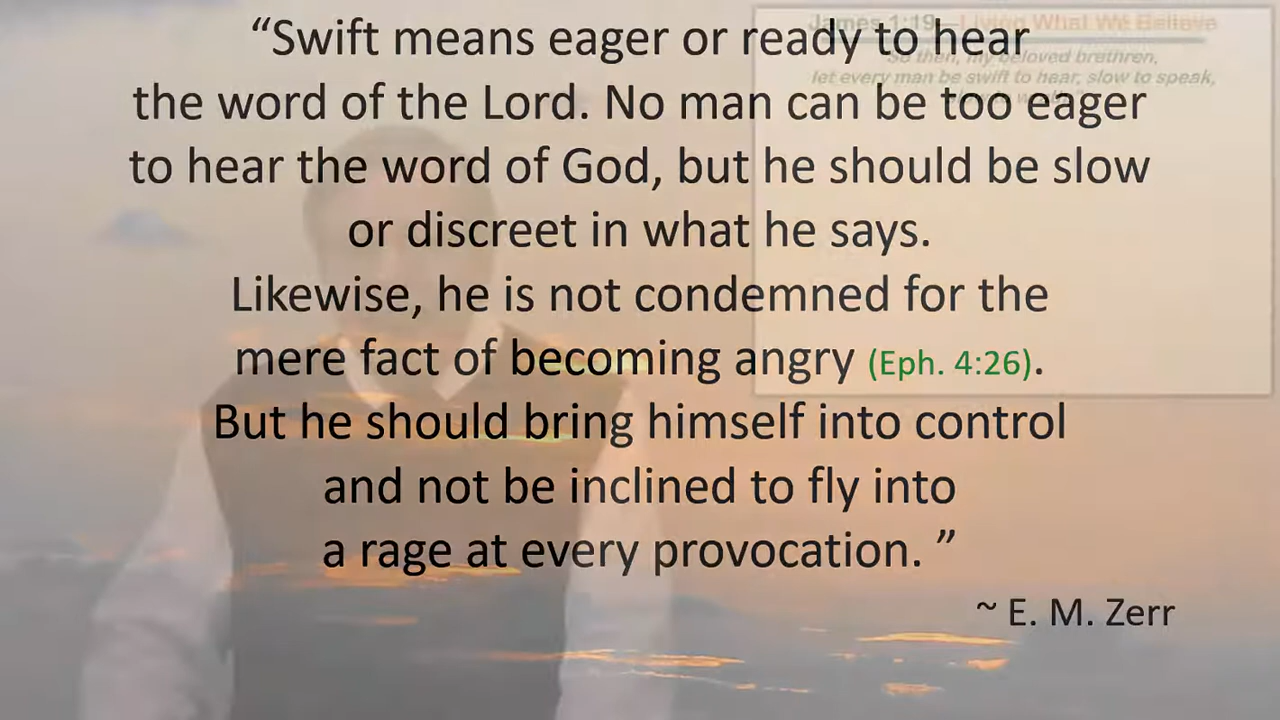 “Swift means eager or ready to hear
the word of the Lord. No man can be too eager
to hear the word of God, but he should be slow
or discreet in what he says.
Likewise, he is not condemned for the
mere fact of becoming angry (Eph. 4:26).
But he should bring himself into control
and not be inclined to fly into
a rage at every provocation. ”
~ E. M. Zerr
James 1:19—Living What We Believe
So then, my beloved brethren,
let every man be swift to hear, slow to speak,